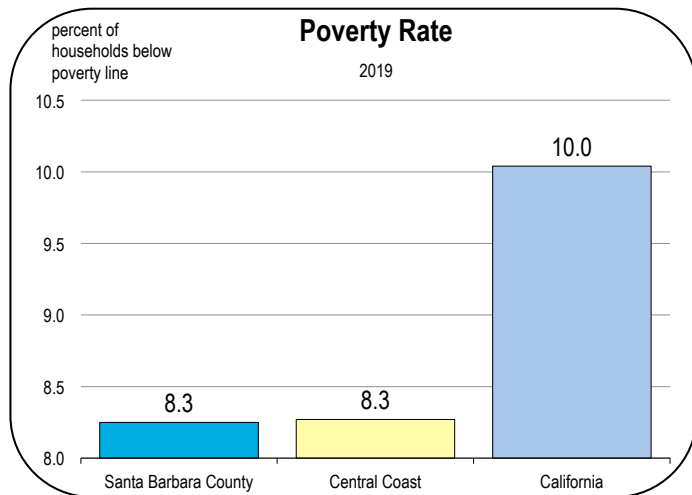 percent of
households below
poverty line
Poverty Rate
2019
10.5
10.0
9.5
9.0
8.5
8.0
8.3
8.3
10.0
Santa Barbara County
Central Coast
California